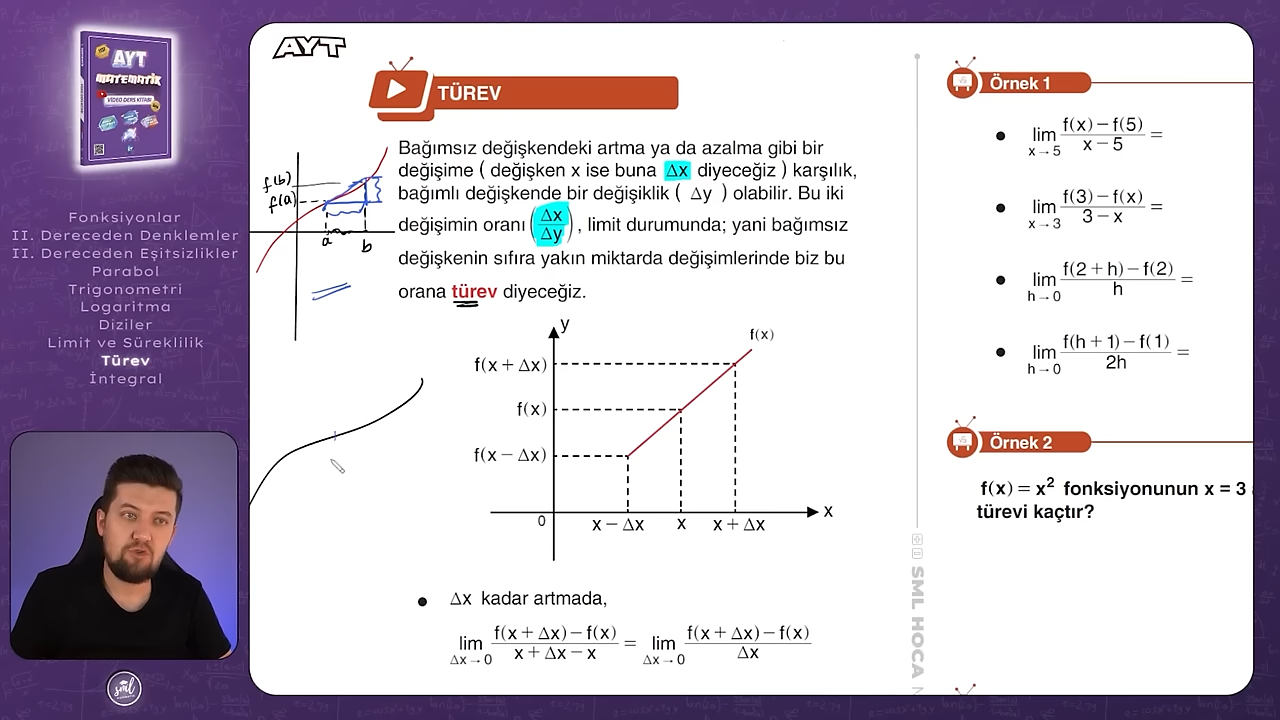 AYT
MATEMATİK
VİDEO DERS KİTABI
Fonksiyonlar
II. Dereceden Denklemler
II. Dereceden Eşitsizlikler
Parabol
Trigonometri
Logaritma
Diziler
Limit ve Süreklilik
Türev
İntegral
sml
AYT
TÜREV
Bağımsız değişkendeki artma ya da azalma gibi bir
değişime ( değişken x ise buna Δx diyeceğiz ) karşılık,
bağımlı değişkende bir değişiklik ( Δy ) olabilir. Bu iki
değişimin oranı (Δx/Δy), limit durumunda; yani bağımsız
değişkenin sıfıra yakın miktarda değişimlerinde biz bu
orana türev diyeceğiz.
f(b)
f(a)
a b
y
f(x)
f(x + Δx)
f(x)
f(x − Δx)
0
x − Δx x x + Δx
x
• Δx kadar artmada,
lim Δx→0 (f(x + Δx) − f(x))/(x + Δx − x) = lim Δx→0 (f(x + Δx) − f(x))/Δx
SML HOCA
Örnek 1
• lim x→5 (f(x) − f(5))/(x − 5) =
• lim x→3 (f(3) − f(x))/(3 − x) =
• lim h→0 (f(2 + h) − f(2))/h =
• lim h→0 (f(h + 1) − f(1))/2h =
Örnek 2
f(x) = x² fonksiyonunun x = 3
türevi kaçtır?